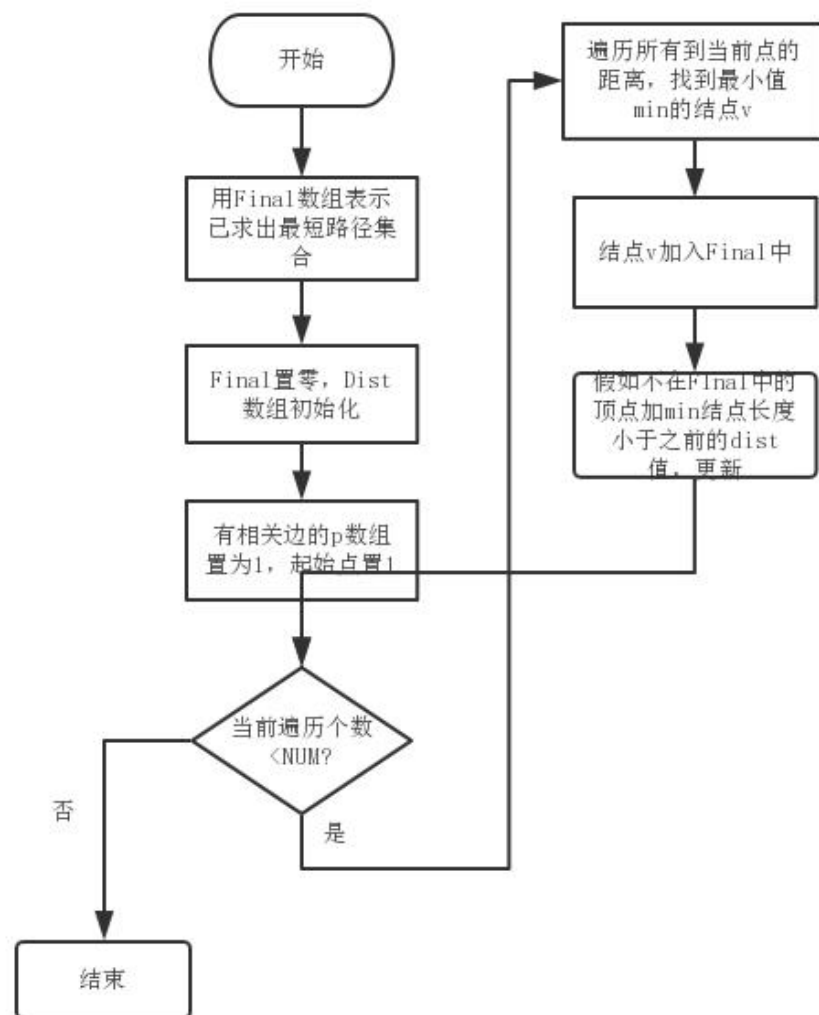 开始
用Final数组表示
已求出最短路径集
合
Final置零，Dist
数组初始化
有相关边的p数组
置为1，起始点置1
当前遍历个数
<NUM?
否
是
结束
遍历所有到当前点的
距离，找到最小值
min的结点v
结点v加入Final中
假如不在Final中的
顶点加min结点长度
小于之前的dist
值，更新